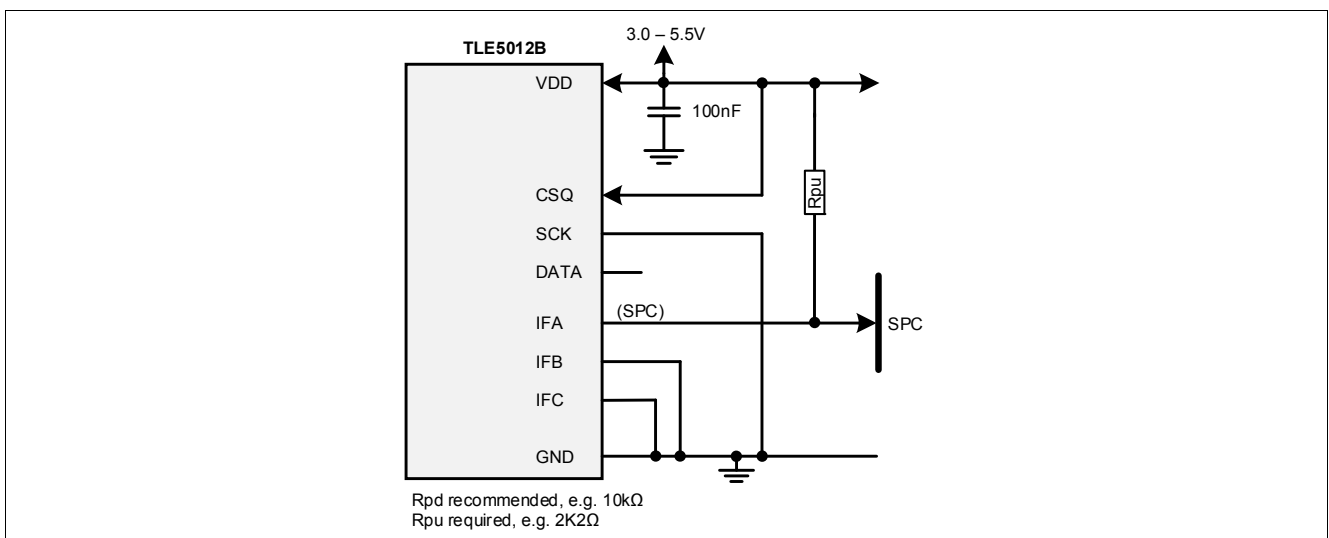 3.0 – 5.5V
TLE5012B
VDD
100nF
CSQ
Rpu
SCK
DATA
IFA
(SPC)
SPC
IFB
IFC
GND
Rpd recommended, e.g. 10kΩ
Rpu required, e.g. 2K2Ω